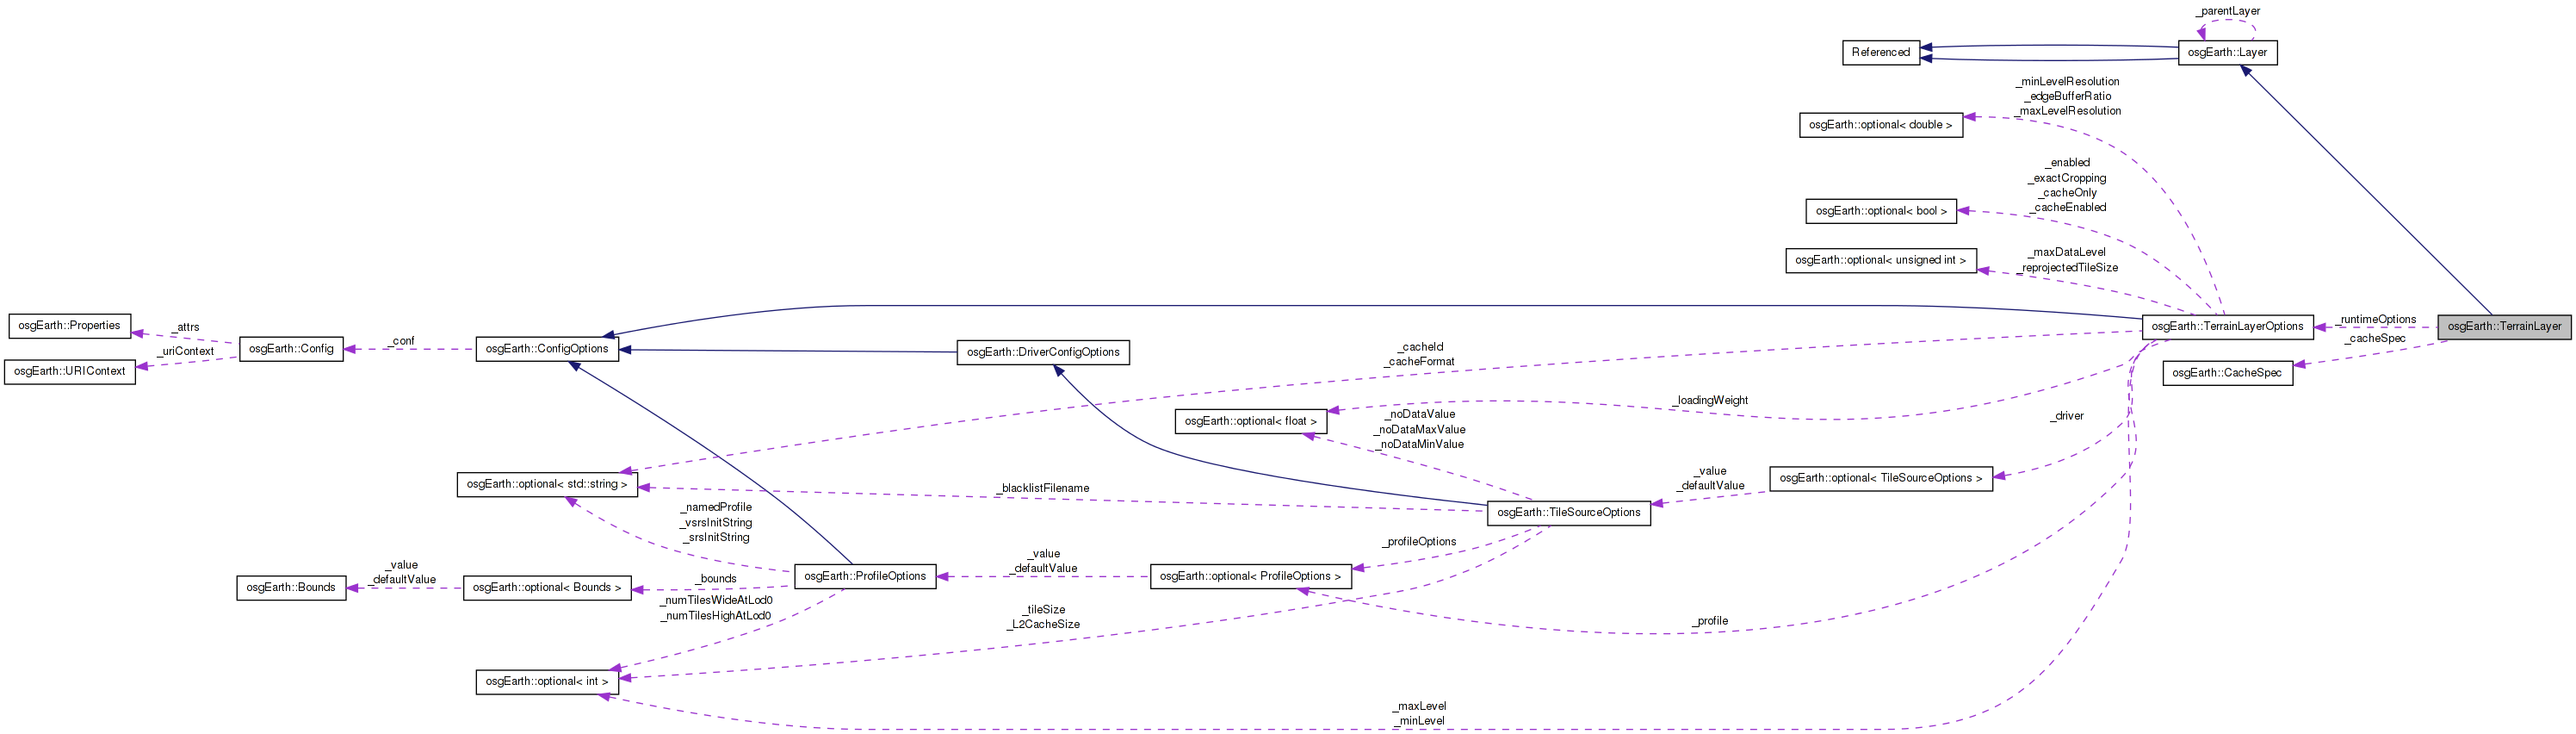 _parentLayer
Referenced
osgEarth::Layer
_minLevelResolution
_edgeBufferRatio
_maxLevelResolution
osgEarth::optional< double >
_enabled
_exactCropping
_cacheOnly
_cacheEnabled
osgEarth::optional< bool >
_maxDataLevel
_reprojectedTileSize
osgEarth::optional< unsigned int >
osgEarth::Properties
_attrs
_uriContext
osgEarth::URIContext
osgEarth::Config
_conf
osgEarth::ConfigOptions
osgEarth::DriverConfigOptions
_cacheId
_cacheFormat
osgEarth::TerrainLayerOptions
_runtimeOptions
_cacheSpec
osgEarth::TerrainLayer
osgEarth::CacheSpec
osgEarth::optional< float >
_noDataValue
_noDataMaxValue
_noDataMinValue
_loadingWeight
_driver
osgEarth::optional< std::string >
_blacklistFilename
_value
_defaultValue
osgEarth::optional< TileSourceOptions >
osgEarth::TileSourceOptions
_namedProfile
_vsrsInitString
_srsInitString
_profileOptions
_value
_defaultValue
osgEarth::Bounds
_value
_defaultValue
osgEarth::optional< Bounds >
_bounds
osgEarth::ProfileOptions
osgEarth::optional< ProfileOptions >
_numTilesWideAtLod0
_numTilesHighAtLod0
_tileSize
_L2CacheSize
_profile
osgEarth::optional< int >
_maxLevel
_minLevel